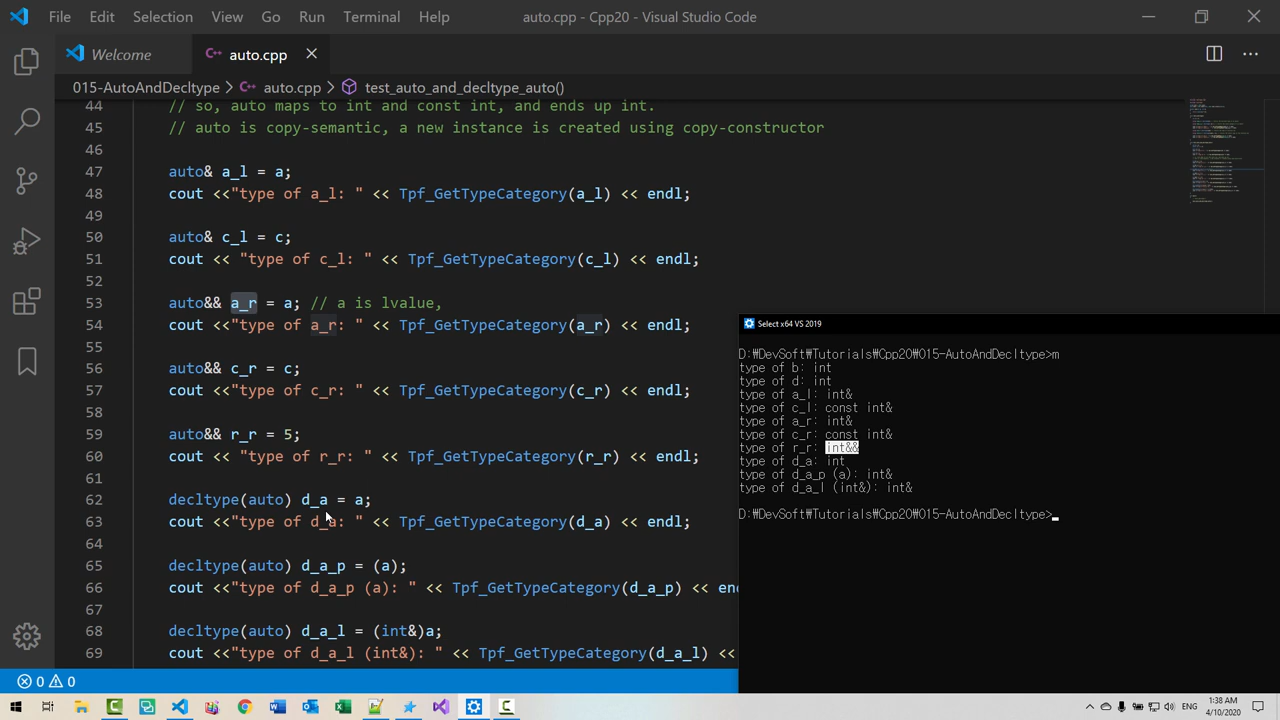 File Edit Selection View Go Run Terminal Help auto.cpp - Cpp20 - Visual Studio Code
Welcome auto.cpp
015-AutoAndDecltype > auto.cpp > test_auto_and_decltype_auto()
44 // so, auto maps to int and const int, and ends up int.
45 // auto is copy-semantic, a new instance is created using copy-constructor
46
47 auto& a_l = a;
48 cout <<"type of a_l: " << Tpf_GetTypeCategory(a_l) << endl;
49
50 auto& c_l = c;
51 cout << "type of c_l: " << Tpf_GetTypeCategory(c_l) << endl;
52
53 auto&& a_r = a; // a is lvalue,
54 cout <<"type of a_r: " << Tpf_GetTypeCategory(a_r) << endl;
55
56 auto&& c_r = c;
57 cout <<"type of c_r: " << Tpf_GetTypeCategory(c_r) << endl;
58
59 auto&& r_r = 5;
60 cout << "type of r_r: " << Tpf_GetTypeCategory(r_r) << endl;
61
62 decltype(auto) d_a = a;
63 cout <<"type of d_a: " << Tpf_GetTypeCategory(d_a) << endl;
64
65 decltype(auto) d_a_p = (a);
66 cout <<"type of d_a_p (a): " << Tpf_GetTypeCategory(d_a_p) << en
67
68 decltype(auto) d_a_l = (int&)a;
69 cout <<"type of d_a_l (int&): " << Tpf_GetTypeCategory(d_a_l) <<
Select x64 VS 2019
D:₩DevSoft₩Tutorials₩Cpp20₩015-AutoAndDecltype>m
type of b: int
type of d: int
type of a_l: int&
type of c_l: const int&
type of a_r: int&
type of c_r: const int&
type of r_r: int&&
type of d_a: int
type of d_a_p (a): int&
type of d_a_l (int&): int&
D:₩DevSoft₩Tutorials₩Cpp20₩015-AutoAndDecltype>
0 0
ENG 1:38 AM
4/10/2020